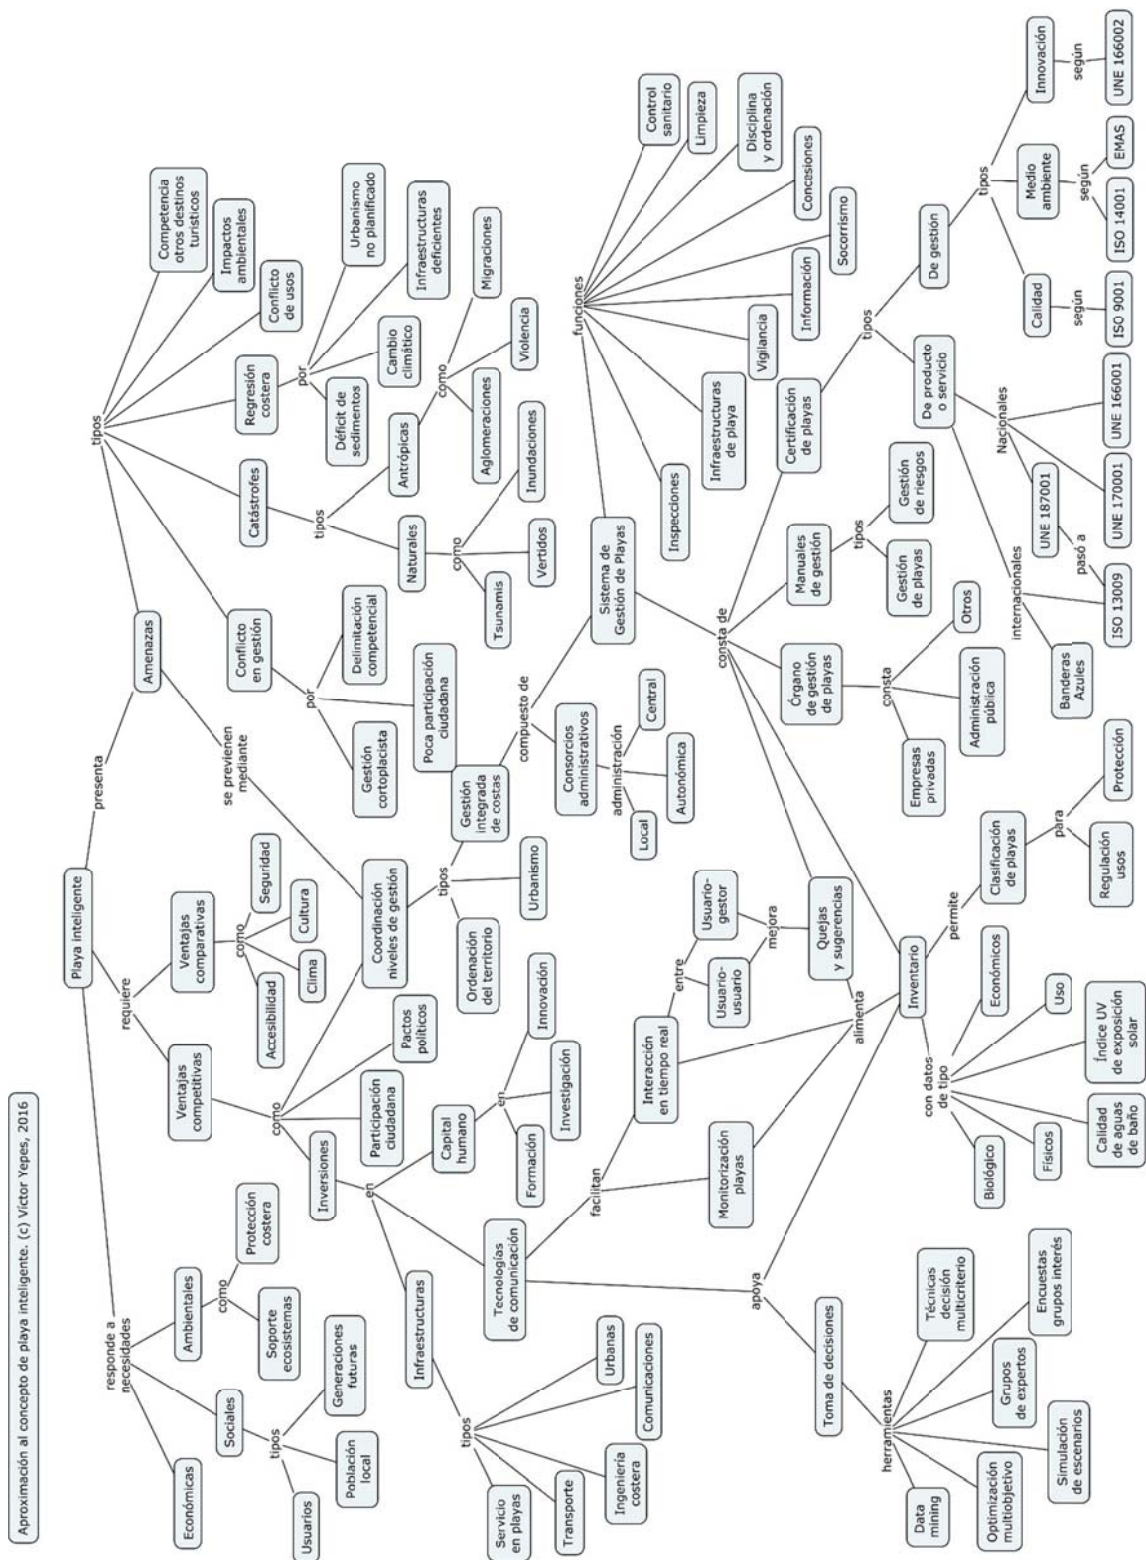 Aproximación al concepto de playa inteligente. (c) Víctor Yepes, 2016
Playa inteligente
responde a
necesidades
requiere
presenta
Económicas
Sociales
tipos
Usuarios
Población
local
Generaciones
futuras
Ambientales
como
Soporte
ecosistemas
Protección
costera
Ventajas
competitivas
Ventajas
comparativas
como
Accesibilidad
Clima
Cultura
Seguridad
Amenazas
se previenen
mediante
tipos
Conflicto
en gestión
por
Gestión
cortoplacista
Poca participación
ciudadana
Delimitación
competencial
Catástrofes
tipos
Naturales
como
Tsunamis
Vertidos
Inundaciones
Antrópicas
como
Aglomeraciones
Violencia
Migraciones
Regresión
costera
por
Déficit de
sedimentos
Cambio
climático
Infraestructuras
deficientes
Urbanismo
no planificado
Conflicto
de usos
Impactos
ambientales
Competencia
otros destinos
turísticos
como
Inversiones
Participación
ciudadana
Pactos
políticos
Coordinación
niveles de gestión
en
Infraestructuras
tipos
Servicio
en playas
Transporte
Ingeniería
costera
Comunicaciones
Urbanas
Tecnologías
de comunicación
Capital
humano
en
Formación
Investigación
Innovación
tipos
Ordenación
del territorio
Urbanismo
Gestión
integrada
de costas
compuesto de
Consorcios
administrativos
administración
Local
Autonómica
Central
Sistema de
Gestión de Playas
funciones
Inspecciones
Infraestructuras
de playa
Vigilancia
Información
Socorrismo
Concesiones
Disciplina
y ordenación
Limpieza
Control
sanitario
facilitan
Monitorización
playas
Interacción
en tiempo real
entre
Usuario-
usuario
Usuario-
gestor
mejora
Quejas
y sugerencias
alimenta
apoya
Toma de decisiones
herramientas
Data
mining
Optimización
multiobjetivo
Simulación
de escenarios
Grupos
de expertos
Encuestas
grupos interés
Técnicas
decisión
multicriterio
Inventario
con datos
de tipo
Biológico
Físicos
Calidad
de aguas
de baño
Índice UV
de exposición
solar
Uso
Económicos
permite
Clasificación
de playas
para
Regulación
usos
Protección
consta de
Órgano
de gestión
de playas
consta
Empresas
privadas
Administración
pública
Otros
Manuales
de gestión
tipos
Gestión
de playas
Gestión
de riesgos
Certificación
de playas
tipos
De producto
o servicio
internacionales
Banderas
Azules
ISO 13009
pasó a
Nacionales
UNE 187001
UNE 170001
UNE 166001
De gestión
tipos
Calidad
según
ISO 9001
Medio
ambiente
según
ISO 14001
EMAS
Innovación
según
UNE 166002